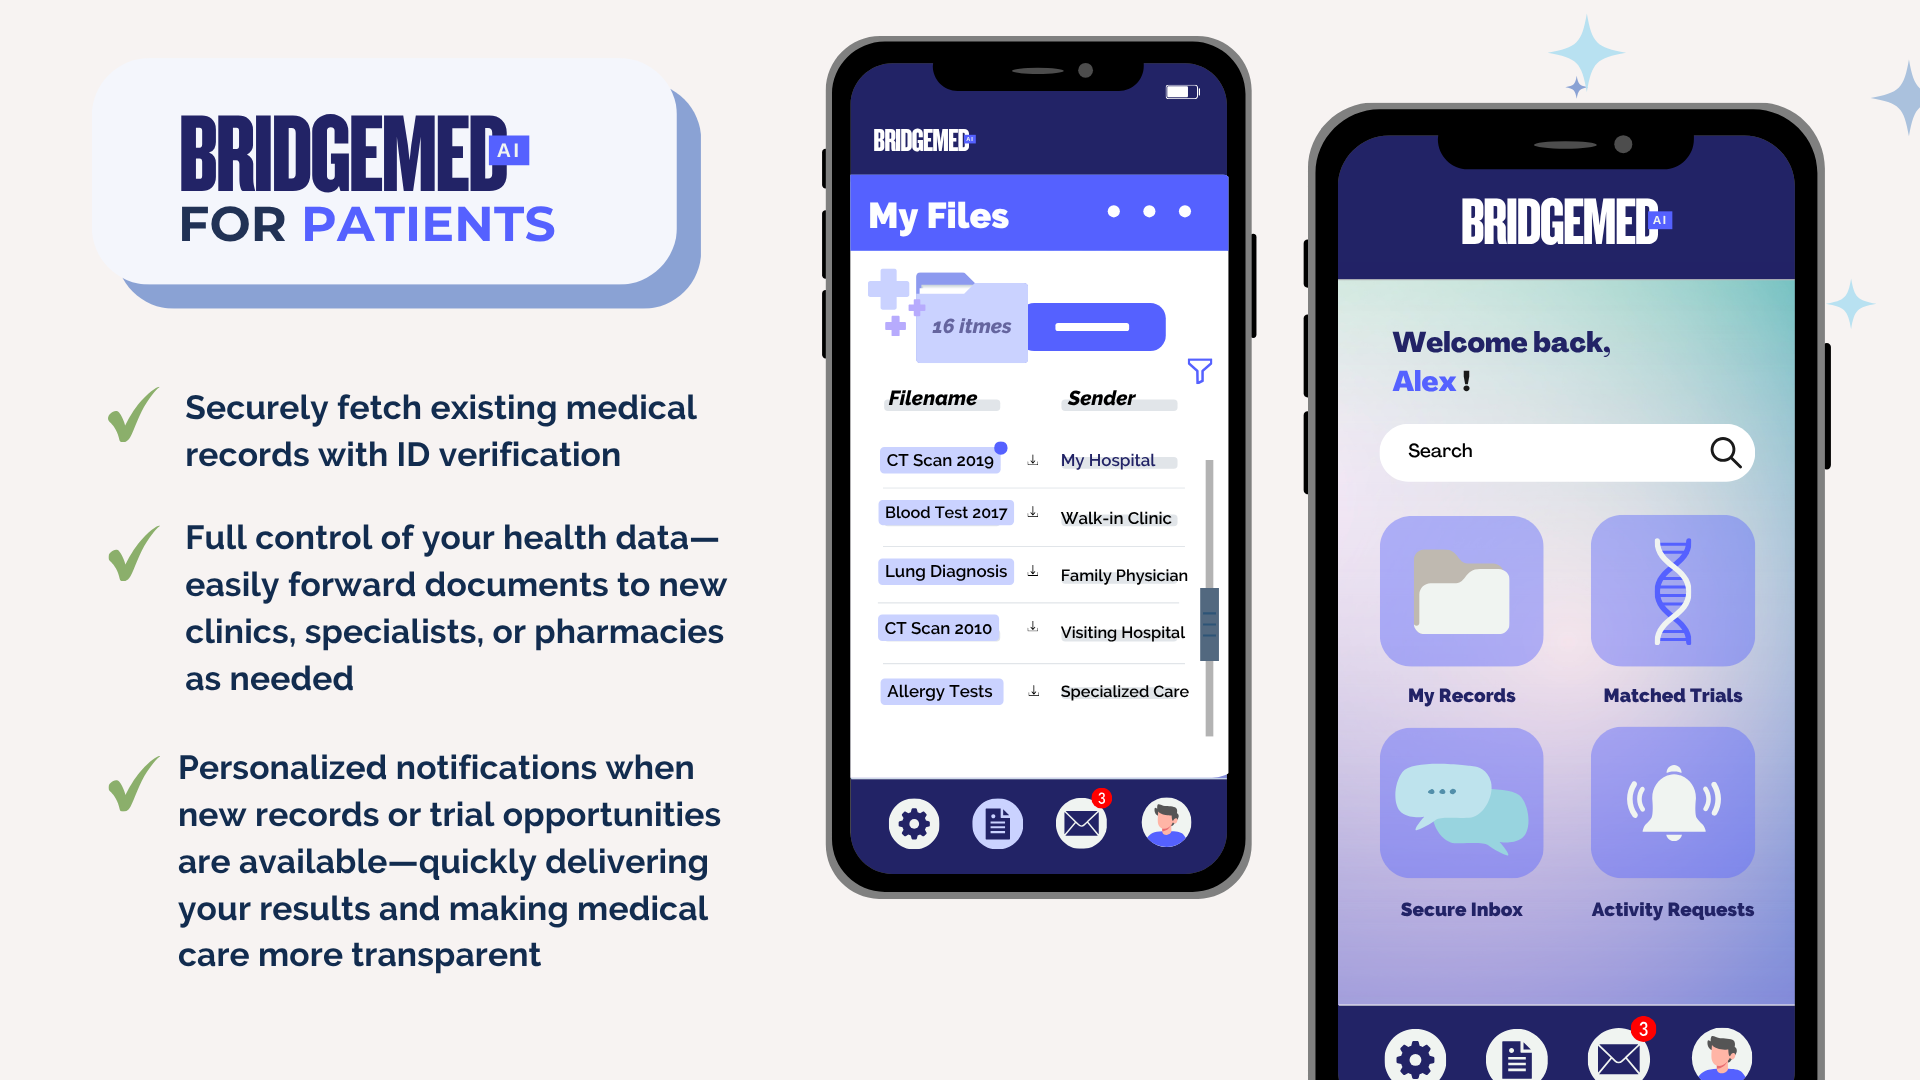 BRIDGEMED AI
FOR PATIENTS
Securely fetch existing medical
records with ID verification
Full control of your health data—
easily forward documents to new
clinics, specialists, or pharmacies
as needed
Personalized notifications when
new records or trial opportunities
are available—quickly delivering
your results and making medical
care more transparent
BRIDGEMED AI
My Files
16 itmes
Filename Sender
CT Scan 2019 My Hospital
Blood Test 2017 Walk-in Clinic
Lung Diagnosis Family Physician
CT Scan 2010 Visiting Hospital
Allergy Tests Specialized Care
3
BRIDGEMED AI
Welcome back,
Alex !
Search
My Records Matched Trials
Secure Inbox Activity Requests
3